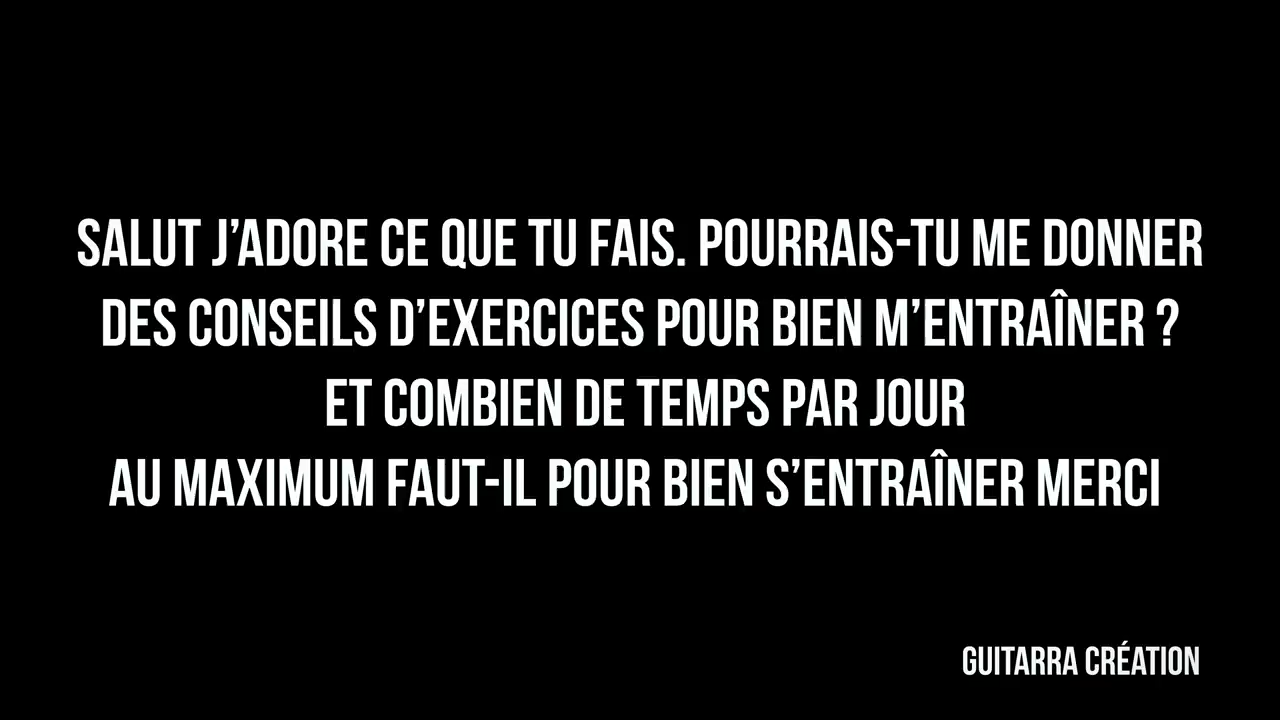 SALUT J’ADORE CE QUE TU FAIS. POURRAIS-TU ME DONNER
DES CONSEILS D’EXERCICES POUR BIEN M’ENTRAÎNER ?
ET COMBIEN DE TEMPS PAR JOUR
AU MAXIMUM FAUT-IL POUR BIEN S’ENTRAÎNER MERCI
GUITARRA CRÉATION